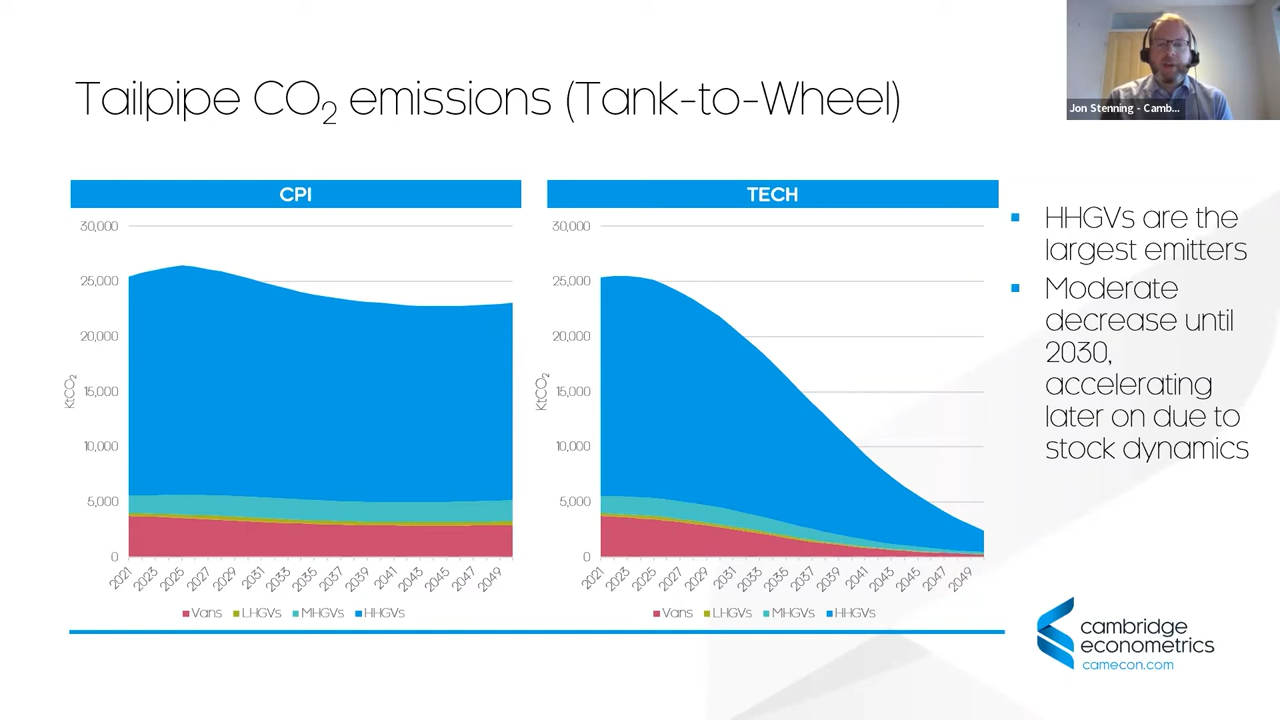 Jon Stenning - Camb...
Tailpipe CO2 emissions (Tank-to-Wheel)
CPI
30,000
25,000
20,000
15,000
10,000
5,000
0
KtCO2
2021 2023 2025 2027 2029 2031 2033 2035 2037 2039 2041 2043 2045 2047 2049
Vans LHGVs MHGVs HHGVs
TECH
30,000
25,000
20,000
15,000
10,000
5,000
0
KtCO2
2021 2023 2025 2027 2029 2031 2033 2035 2037 2039 2041 2043 2045 2047 2049
Vans LHGVs MHGVs HHGVs
HHGVs are the
largest emitters
Moderate
decrease until
2030,
accelerating
later on due to
stock dynamics
cambridge
econometrics
camecon.com